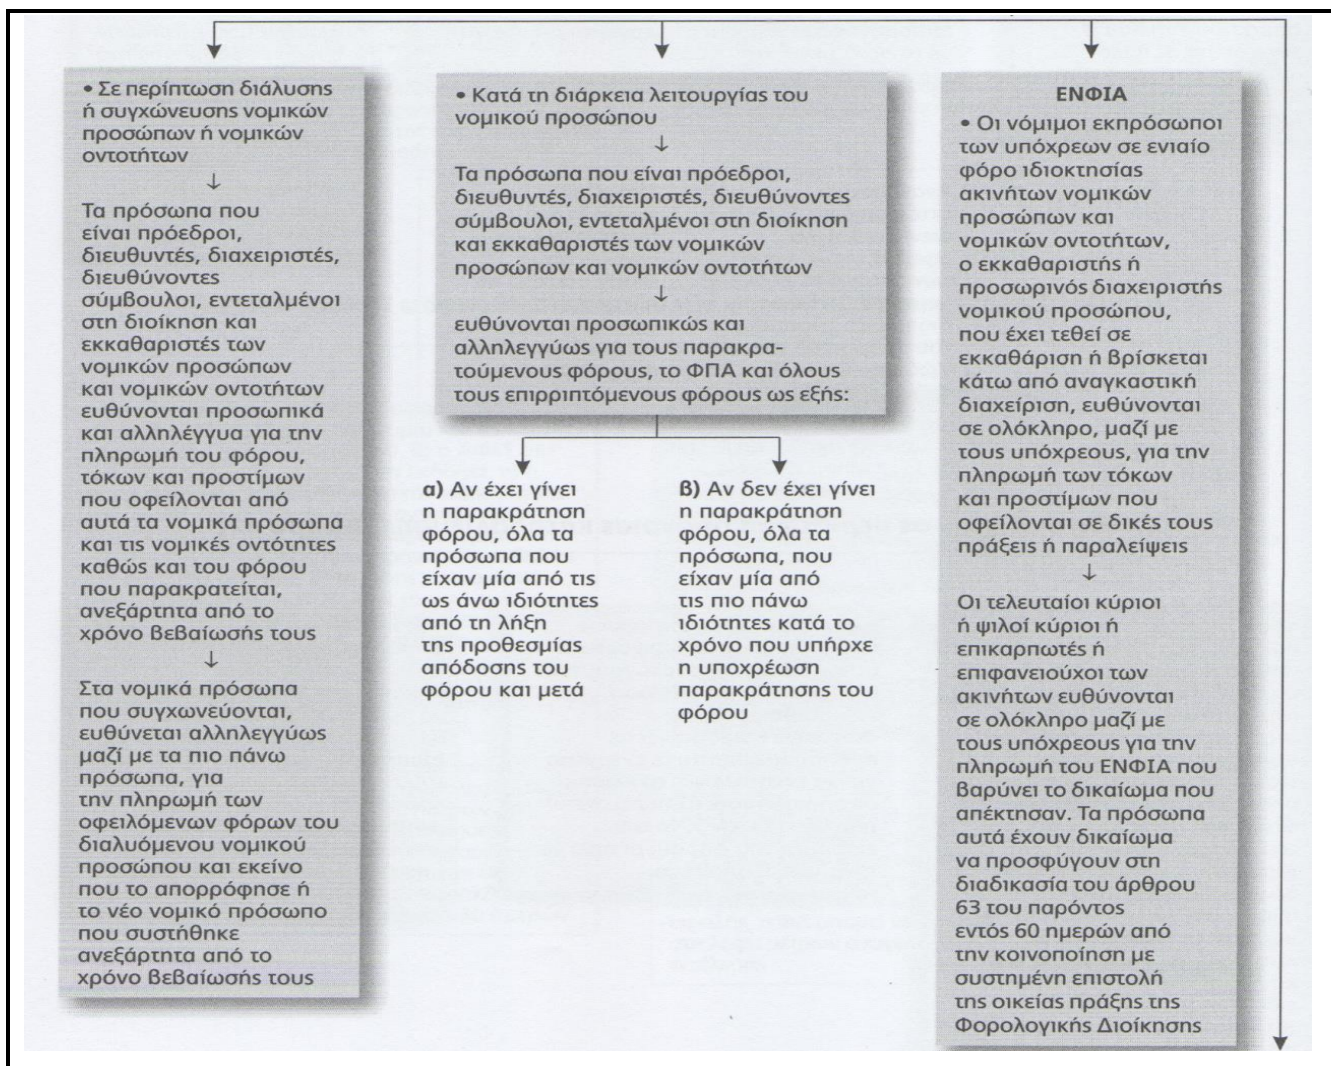 • Σε περίπτωση διάλυσης
ή συγχώνευσης νομικών
προσώπων ή νομικών
οντοτήτων
↓
Τα πρόσωπα που
είναι πρόεδροι,
διευθυντές, διαχειριστές,
διευθύνοντες
σύμβουλοι, εντεταλμένοι
στη διοίκηση και
εκκαθαριστές των
νομικών προσώπων
και νομικών οντοτήτων
ευθύνονται προσωπικά
και αλληλέγγυα για την
πληρωμή του φόρου,
τόκων και προστίμων
που οφείλονται από
αυτά τα νομικά πρόσωπα
και τις νομικές οντότητες
καθώς και του φόρου
που παρακρατείται,
ανεξάρτητα από το
χρόνο βεβαίωσής τους
↓
Στα νομικά πρόσωπα
που συγχωνεύονται,
ευθύνεται αλληλεγγύως
μαζί με τα πιο πάνω
πρόσωπα, για
την πληρωμή των
οφειλόμενων φόρων του
διαλυόμενου νομικού
προσώπου και εκείνο
που το απορρόφησε ή
το νέο νομικό πρόσωπο
που συστήθηκε
ανεξάρτητα από το
χρόνο βεβαίωσής τους
• Κατά τη διάρκεια λειτουργίας του
νομικού προσώπου
↓
Τα πρόσωπα που είναι πρόεδροι,
διευθυντές, διαχειριστές, διευθύνοντες
σύμβουλοι, εντεταλμένοι στη διοίκηση
και εκκαθαριστές των νομικών
προσώπων και νομικών οντοτήτων
↓
ευθύνονται προσωπικώς και
αλληλεγγύως για τους παρακρα-
τούμενους φόρους, το ΦΠΑ και όλους
τους επιρριπτόμενους φόρους ως εξής:
α) Αν έχει γίνει
η παρακράτηση
φόρου, όλα τα
πρόσωπα που
είχαν μία από τις
ως άνω ιδιότητες
από τη λήξη
της προθεσμίας
απόδοσης του
φόρου και μετά
β) Αν δεν έχει γίνει
η παρακράτηση
φόρου, όλα τα
πρόσωπα, που
είχαν μία από
τις πιο πάνω
ιδιότητες κατά το
χρόνο που υπήρχε
η υποχρέωση
παρακράτησης του
φόρου
ΕΝΦΙΑ
• Οι νόμιμοι εκπρόσωποι
των υπόχρεων σε ενιαίο
φόρο ιδιοκτησίας
ακινήτων νομικών
προσώπων και
νομικών οντοτήτων,
ο εκκαθαριστής ή
προσωρινός διαχειριστής
νομικού προσώπου,
που έχει τεθεί σε
εκκαθάριση ή βρίσκεται
κάτω από αναγκαστική
διαχείριση, ευθύνονται
σε ολόκληρο, μαζί με
τους υπόχρεους, για την
πληρωμή των τόκων
και προστίμων που
οφείλονται σε δικές τους
πράξεις ή παραλείψεις
↓
Οι τελευταίοι κύριοι
ή ψιλοί κύριοι ή
επικαρπωτές ή
επιφανειούχοι των
ακινήτων ευθύνονται
σε ολόκληρο μαζί με
τους υπόχρεους για την
πληρωμή του ΕΝΦΙΑ που
βαρύνει το δικαίωμα που
απέκτησαν. Τα πρόσωπα
αυτά έχουν δικαίωμα
να προσφύγουν στη
διαδικασία του άρθρου
63 του παρόντος
εντός 60 ημερών από
την κοινοποίηση με
συστημένη επιστολή
της οικείας πράξης της
Φορολογικής Διοίκησης